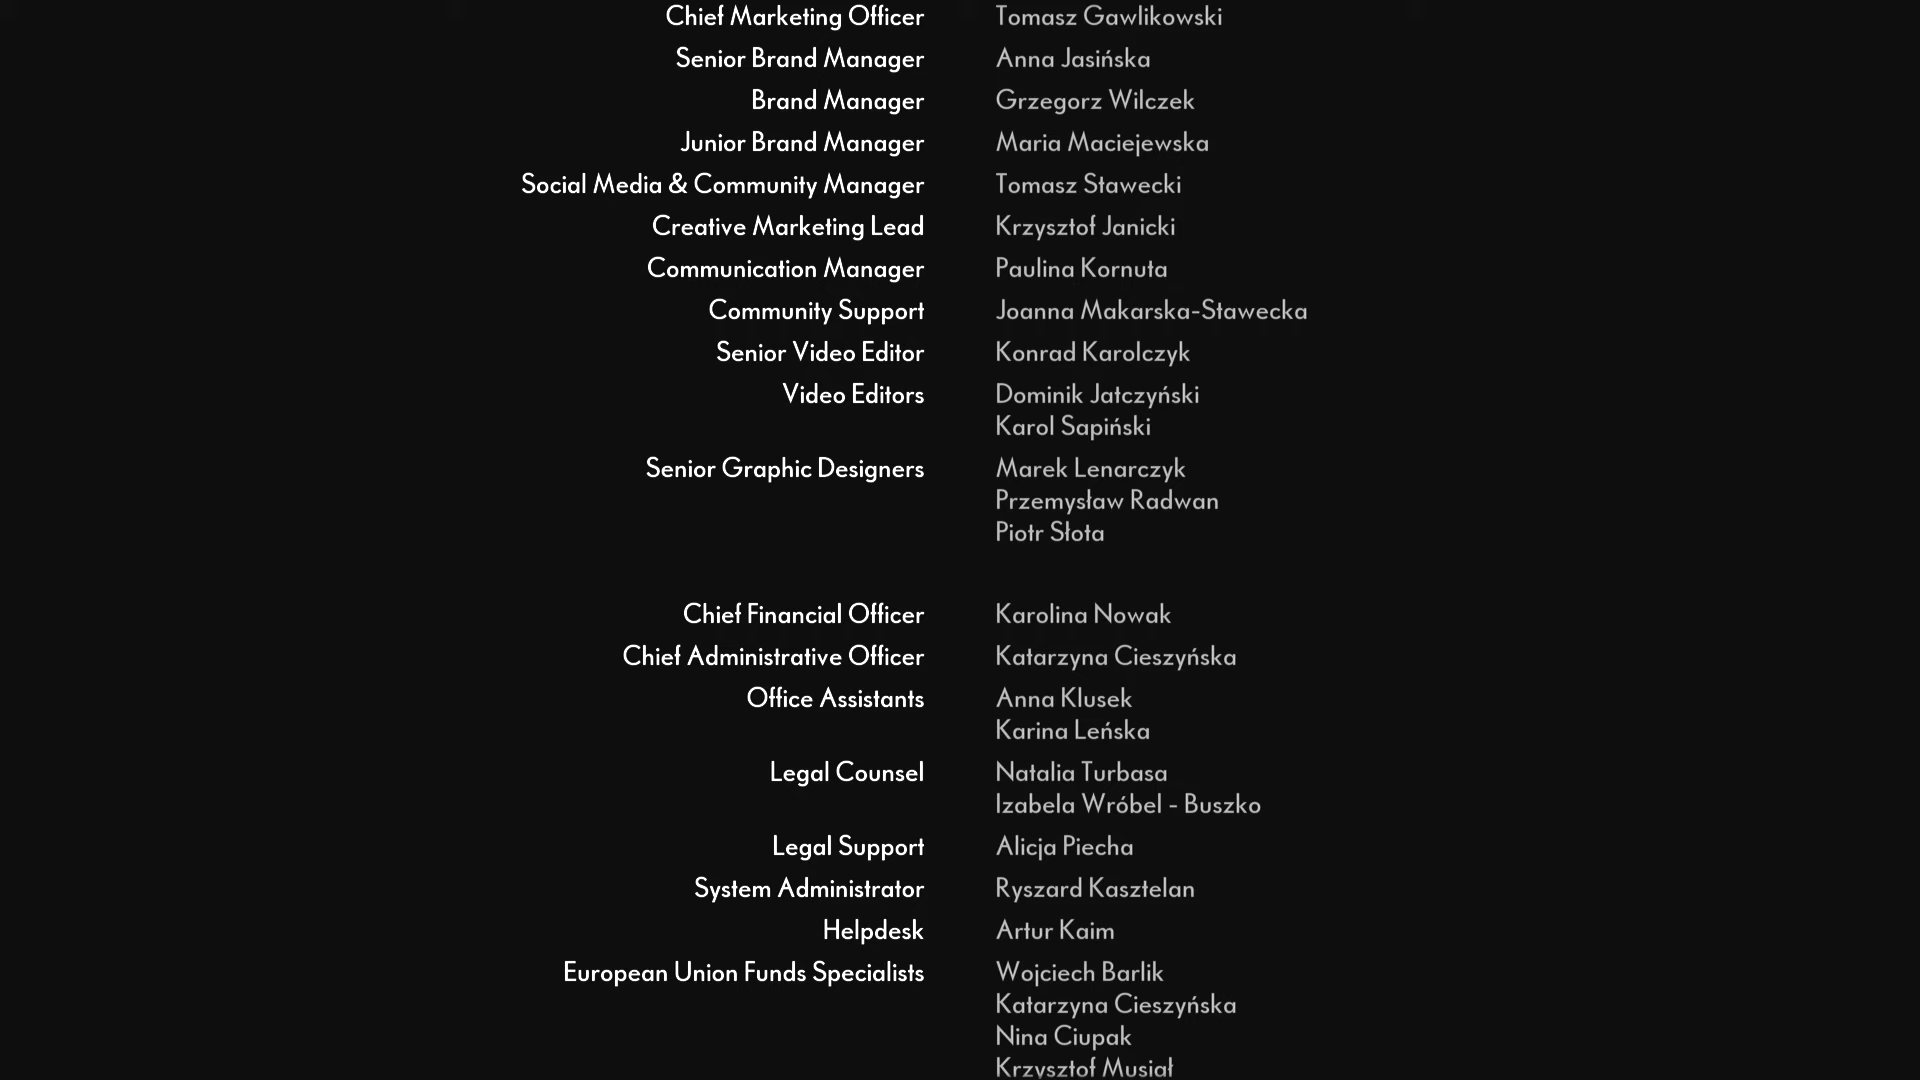 Chief Marketing Officer Tomasz Gawlikowski
Senior Brand Manager Anna Jasińska
Brand Manager Grzegorz Wilczek
Junior Brand Manager Maria Maciejewska
Social Media & Community Manager Tomasz Stawecki
Creative Marketing Lead Krzysztof Janicki
Communication Manager Paulina Kornuta
Community Support Joanna Makarska-Stawecka
Senior Video Editor Konrad Karolczyk
Video Editors Dominik Jatczyński
Karol Sapiński
Senior Graphic Designers Marek Lenarczyk
Przemysław Radwan
Piotr Słota
Chief Financial Officer Karolina Nowak
Chief Administrative Officer Katarzyna Cieszyńska
Office Assistants Anna Klusek
Karina Leńska
Legal Counsel Natalia Turbasa
Izabela Wróbel - Buszko
Legal Support Alicja Piecha
System Administrator Ryszard Kasztelan
Helpdesk Artur Kaim
European Union Funds Specialists Wojciech Barlik
Katarzyna Cieszyńska
Nina Ciupak
Krzysztof Musiał